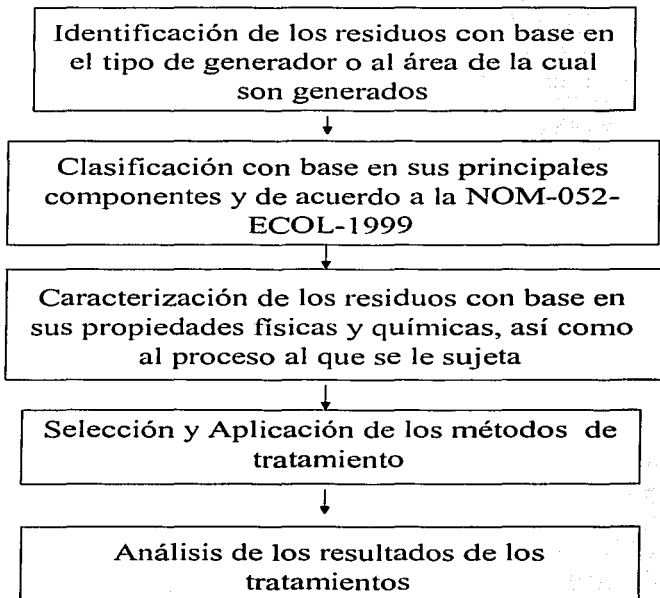 Identificación de los residuos con base en
el tipo de generador o al área de la cual
son generados
Clasificación con base en sus principales
componentes y de acuerdo a la NOM-052-
ECOL-1999
Caracterización de los residuos con base en
sus propiedades físicas y químicas, así como
al proceso al que se le sujeta
Selección y Aplicación de los métodos de
tratamiento
Análisis de los resultados de los
tratamientos